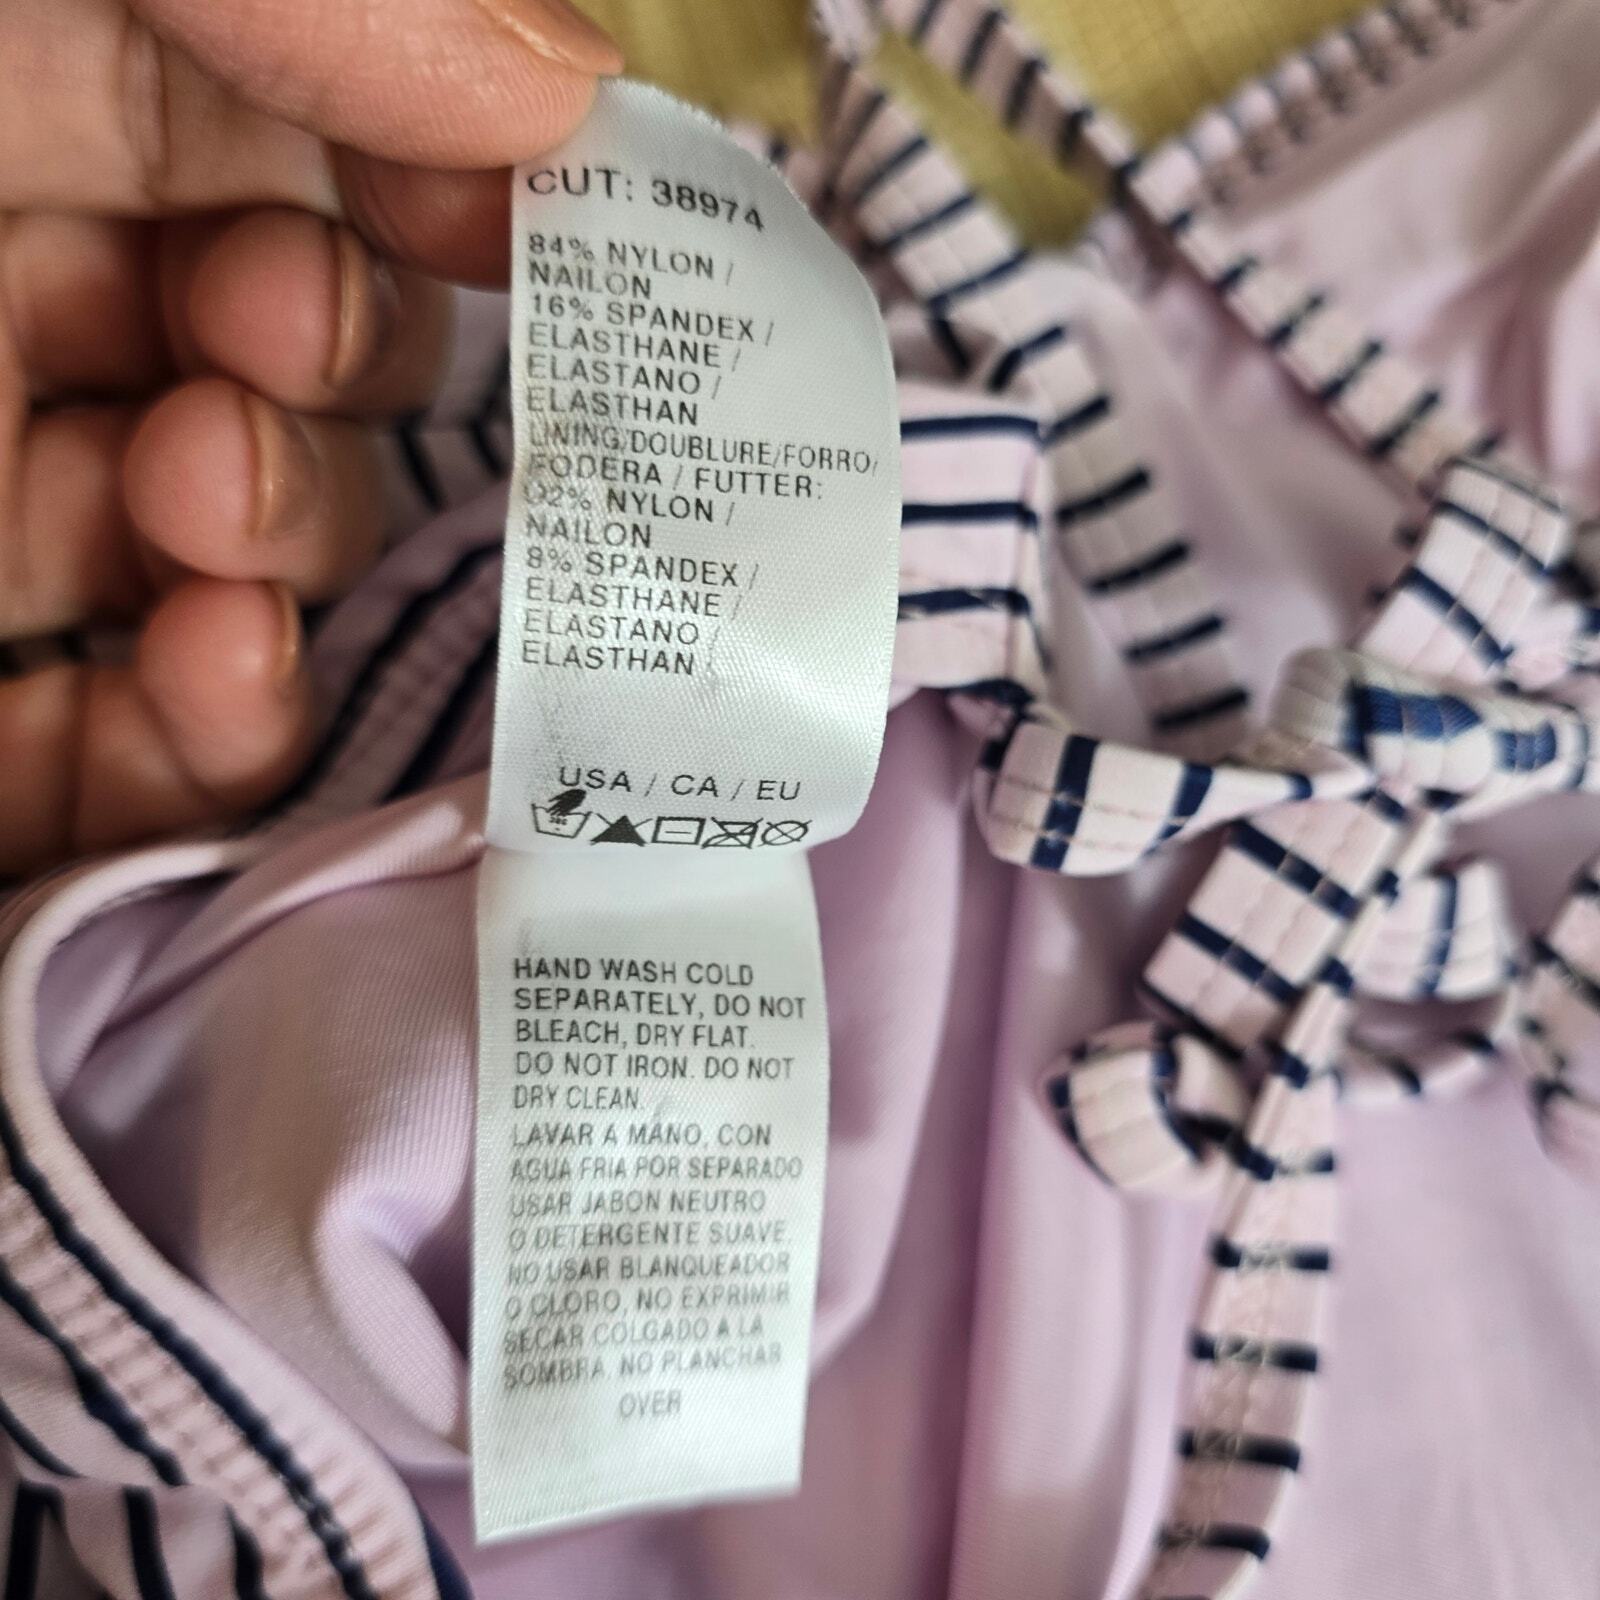 CUT: 38974
84% NYLON /
NAILON
16% SPANDEX /
ELASTHANE /
ELASTANO /
ELASTHAN
LINING/DOUBLURE/FORRO/
FODERA / FUTTER:
92% NYLON /
NAILON
8% SPANDEX /
ELASTHANE /
ELASTANO /
ELASTHAN
USA / CA / EU
HAND WASH COLD
SEPARATELY, DO NOT
BLEACH, DRY FLAT.
DO NOT IRON. DO NOT
DRY CLEAN.
LAVAR A MANO, CON
AGUA FRIA POR SEPARADO
USAR JABON NEUTRO
O DETERGENTE SUAVE.
NO USAR BLANQUEADOR
O CLORO, NO EXPRIMIR
SECAR COLGADO A LA
SOMBRA. NO PLANCHAR
OVER